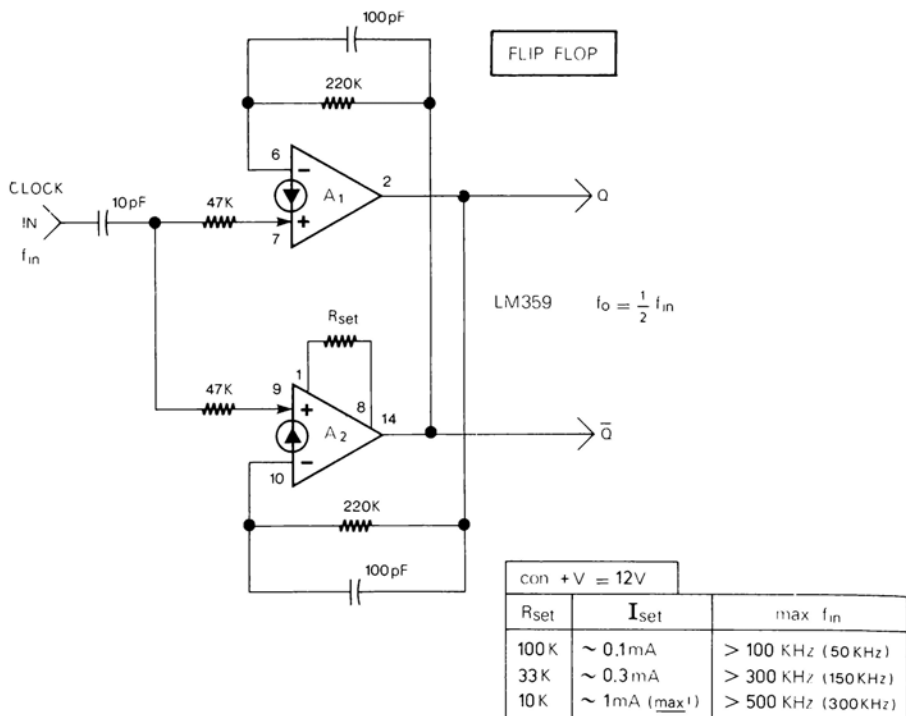 100pF
FLIP FLOP
220K
6
2
A1
CLOCK
IN
fin
10pF
47K
7
Q
LM359 fo = 1/2 fin
Rset
1
47K
9
8
14
A2
Q̅
10
220K
100pF
con +V = 12V
Rset Iset max fin
100K ~ 0.1mA > 100 KHz (50KHz)
33K ~ 0.3mA > 300 KHz (150KHz)
10K ~ 1mA (max!) > 500 KHz (300KHz)